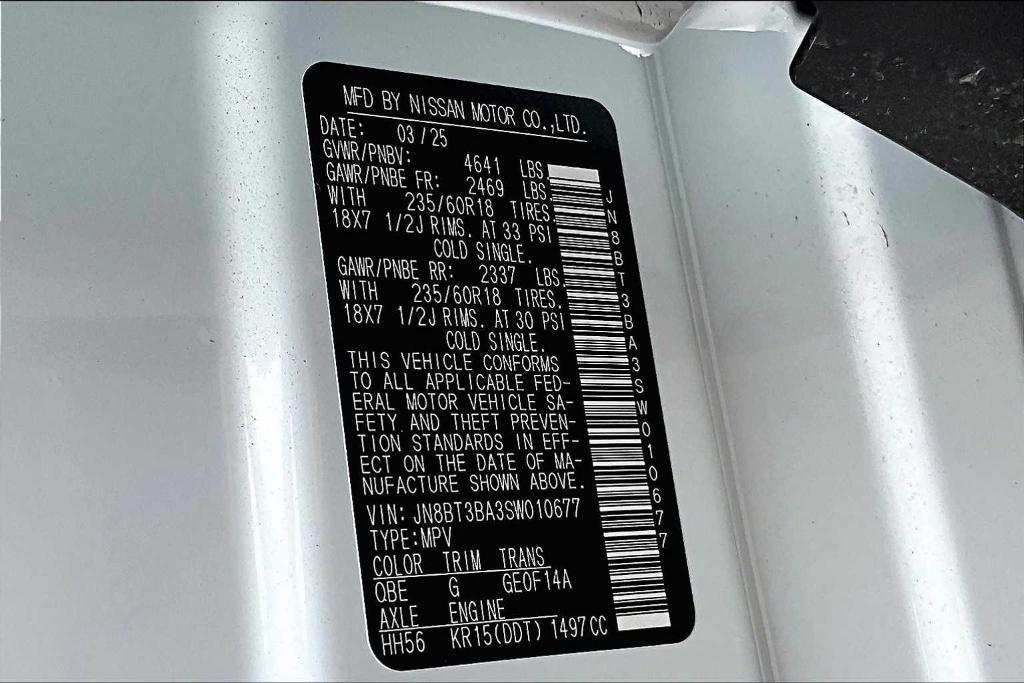 MFD BY NISSAN MOTOR CO.,LTD.
DATE: 03/25
GVWR/PNBV: 4641 LBS
GAWR/PNBE FR: 2469 LBS
WITH 235/60R18 TIRES
18X7 1/2J RIMS. AT 33 PSI
COLD SINGLE.
GAWR/PNBE RR: 2337 LBS.
WITH 235/60R18 TIRES.
18X7 1/2J RIMS. AT 30 PSI
COLD SINGLE.
THIS VEHICLE CONFORMS
TO ALL APPLICABLE FED-
ERAL MOTOR VEHICLE SA-
FETY AND THEFT PREVEN-
TION STANDARDS IN EFF-
ECT ON THE DATE OF MA-
NUFACTURE SHOWN ABOVE.
VIN: JN8BT3BA3SW010677
TYPE:MPV
COLOR TRIM TRANS
QBE G GE0F14A
AXLE ENGINE
HH56 KR15(DDT) 1497CC
JN8BT3BA3SW010677